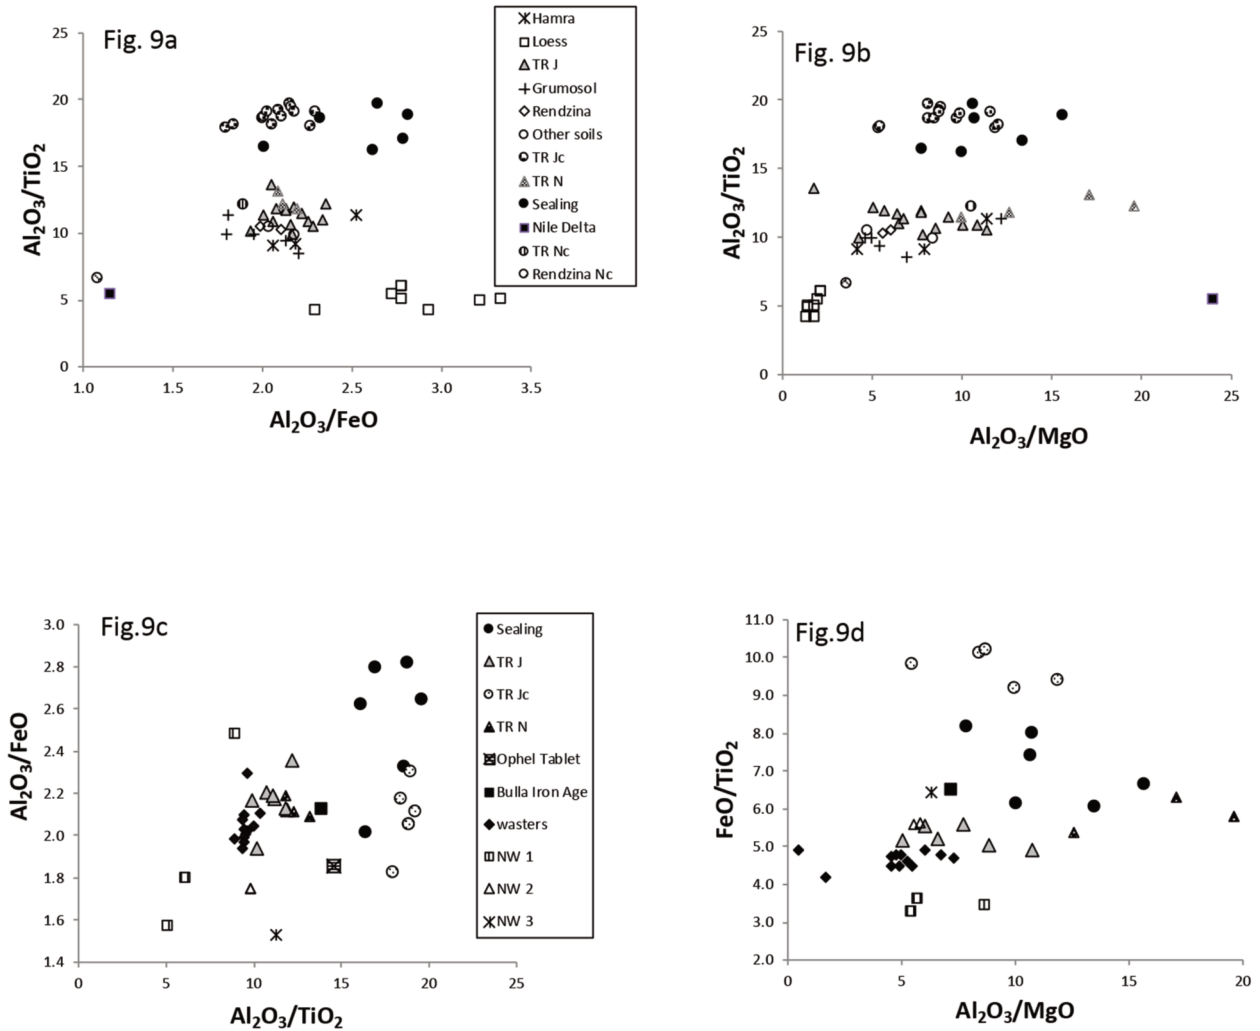 Fig. 9a
25
20
15
10
5
0
1.0 1.5 2.0 2.5 3.0 3.5
Al₂O₃/TiO₂
Al₂O₃/FeO
Hamra
Loess
TR J
Grumosol
Rendzina
Other soils
TR Jc
TR N
Sealing
Nile Delta
TR Nc
Rendzina Nc
Fig. 9b
25
20
15
10
5
0
0 5 10 15 20 25
Al₂O₃/TiO₂
Al₂O₃/MgO
Fig.9c
3.0
2.8
2.6
2.4
2.2
2.0
1.8
1.6
1.4
0 5 10 15 20 25
Al₂O₃/FeO
Al₂O₃/TiO₂
Sealing
TR J
TR Jc
TR N
Ophel Tablet
Bulla Iron Age
wasters
NW 1
NW 2
NW 3
Fig.9d
11.0
10.0
9.0
8.0
7.0
6.0
5.0
4.0
3.0
2.0
0 5 10 15 20
FeO/TiO₂
Al₂O₃/MgO